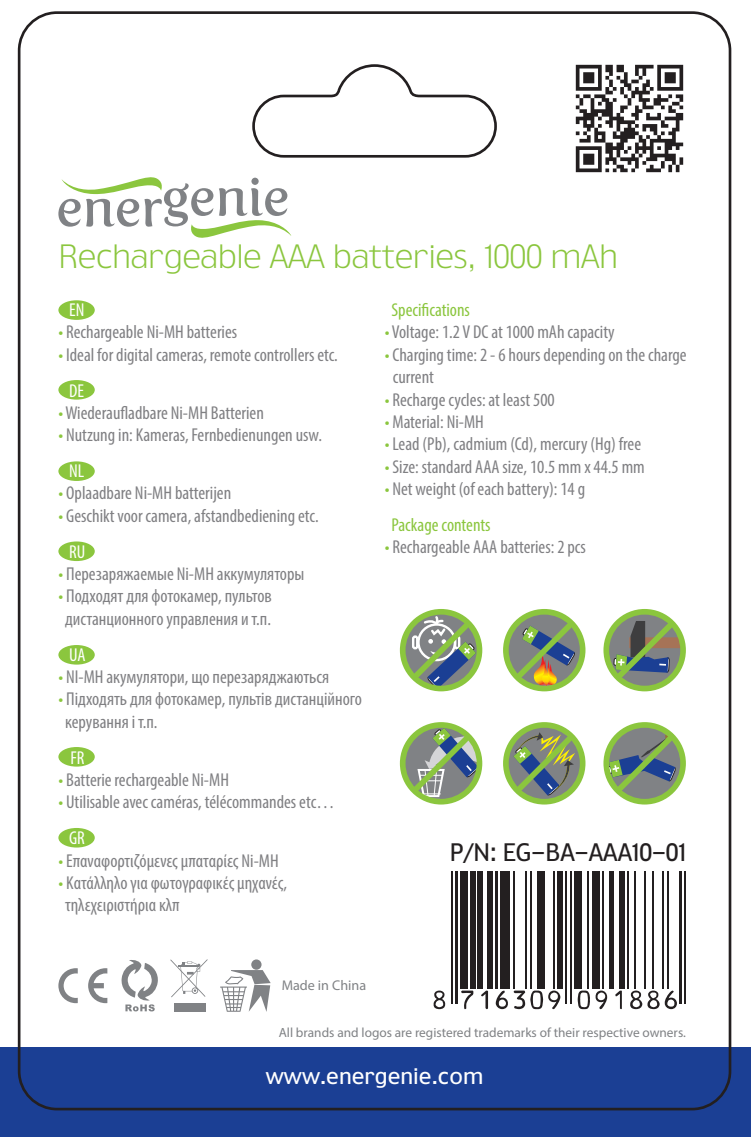 energenie
Rechargeable AAA batteries, 1000 mAh
EN
• Rechargeable Ni-MH batteries
• Ideal for digital cameras, remote controllers etc.
DE
• Wiederaufladbare Ni-MH Batterien
• Nutzung in: Kameras, Fernbedienungen usw.
NL
• Oplaadbare Ni-MH batterijen
• Geschikt voor camera, afstandbediening etc.
RU
• Перезаряжаемые Ni-MH аккумуляторы
• Подходят для фотокамер, пультов
дистанционного управления и т.п.
UA
• NI-MH акумулятори, що перезаряджаються
• Підходять для фотокамер, пультів дистанційного
керування і т.п.
FR
• Batterie rechargeable Ni-MH
• Utilisable avec caméras, télécommandes etc…
GR
• Επαναφορτιζόμενες μπαταρίες Ni-MH
• Κατάλληλο για φωτογραφικές μηχανές,
τηλεχειριστήρια κλπ
Specifications
• Voltage: 1.2 V DC at 1000 mAh capacity
• Charging time: 2 - 6 hours depending on the charge
current
• Recharge cycles: at least 500
• Material: Ni-MH
• Lead (Pb), cadmium (Cd), mercury (Hg) free
• Size: standard AAA size, 10.5 mm x 44.5 mm
• Net weight (of each battery): 14 g
Package contents
• Rechargeable AAA batteries: 2 pcs
P/N: EG-BA-AAA10-01
8 716309 091886
CE
RoHS
Made in China
All brands and logos are registered trademarks of their respective owners.
www.energenie.com